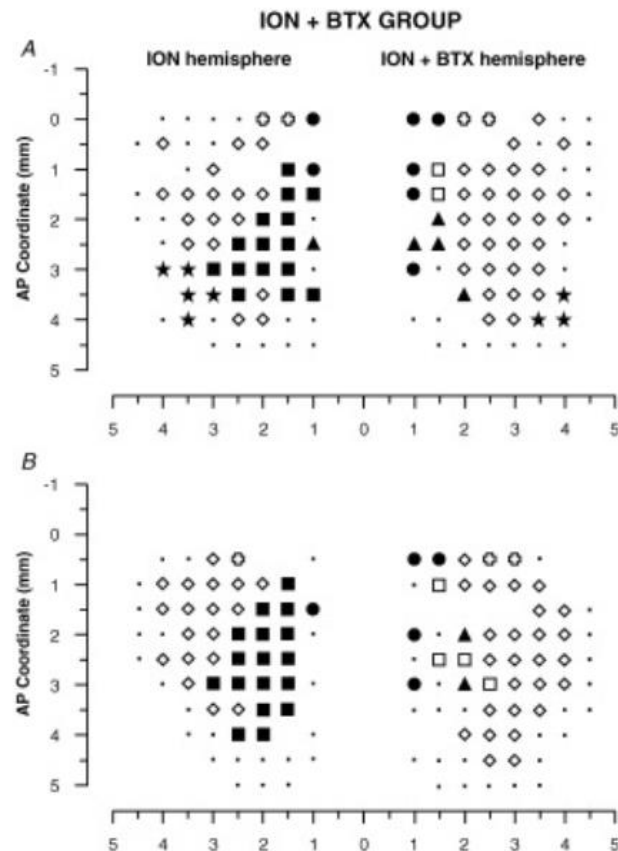 ION + BTX GROUP
A
ION hemisphere
ION + BTX hemisphere
AP Coordinate (mm)
-1
0
1
2
3
4
5
5 4 3 2 1 0 1 2 3 4 5
B
AP Coordinate (mm)
-1
0
1
2
3
4
5
5 4 3 2 1 0 1 2 3 4 5